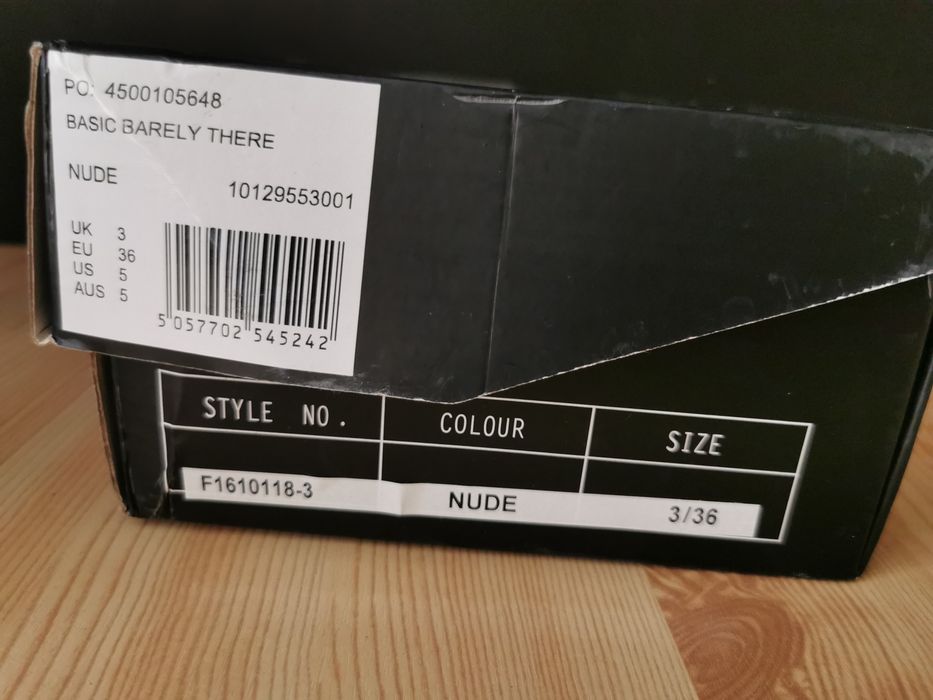 PO: 4500105648
BASIC BARELY THERE
NUDE
10129553001
UK 3
EU 36
US 5
AUS 5
5 057702 545242
STYLE NO. COLOUR SIZE
F1610118-3 NUDE 3/36